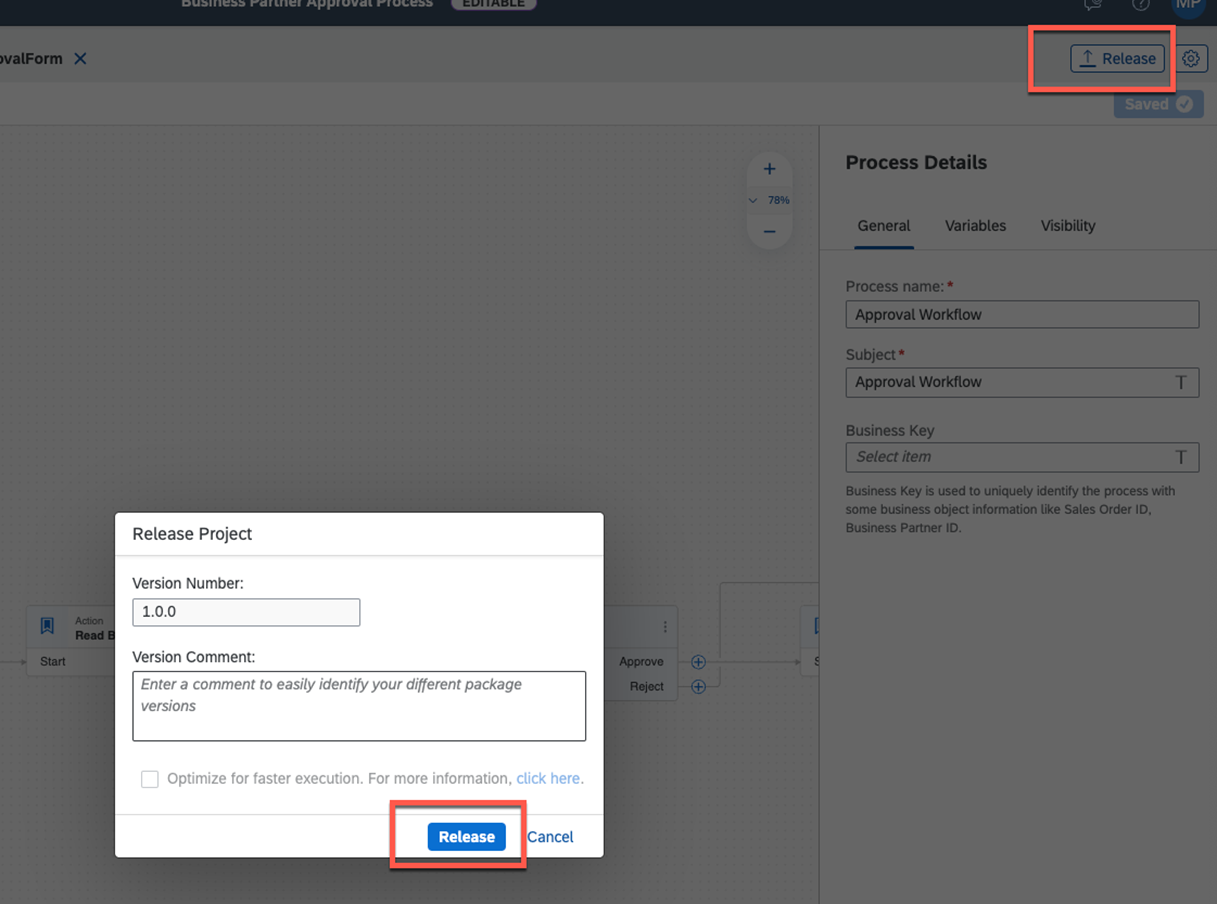 Business Partner Approval Process EDITABLE MP
ovalForm Release
Saved
78%
Process Details
General Variables Visibility
Process name:*
Approval Workflow
Subject*
Approval Workflow
T
Business Key
Select item
T
Business Key is used to uniquely identify the process with
some business object information like Sales Order ID,
Business Partner ID.
Release Project
Version Number:
1.0.0
Version Comment:
Enter a comment to easily identify your different package
versions
Optimize for faster execution. For more information, click here.
Release Cancel
Action
Read B
Start
Approve
Reject
S